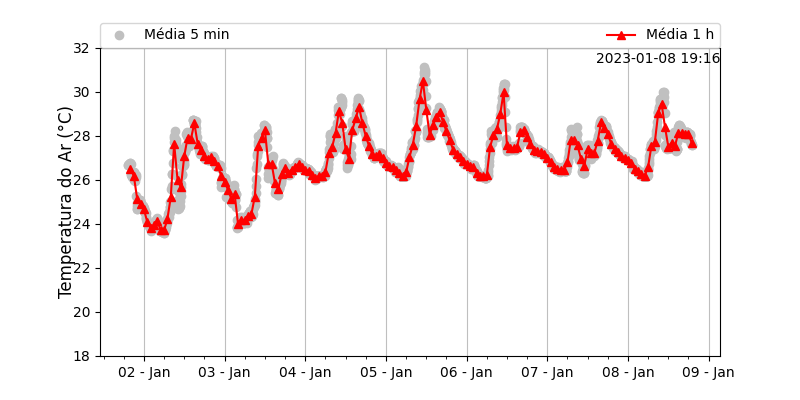 Média 5 min
Média 1 h
2023-01-08 19:16
Temperatura do Ar (°C)
32
30
28
26
24
22
20
18
02 - Jan
03 - Jan
04 - Jan
05 - Jan
06 - Jan
07 - Jan
08 - Jan
09 - Jan